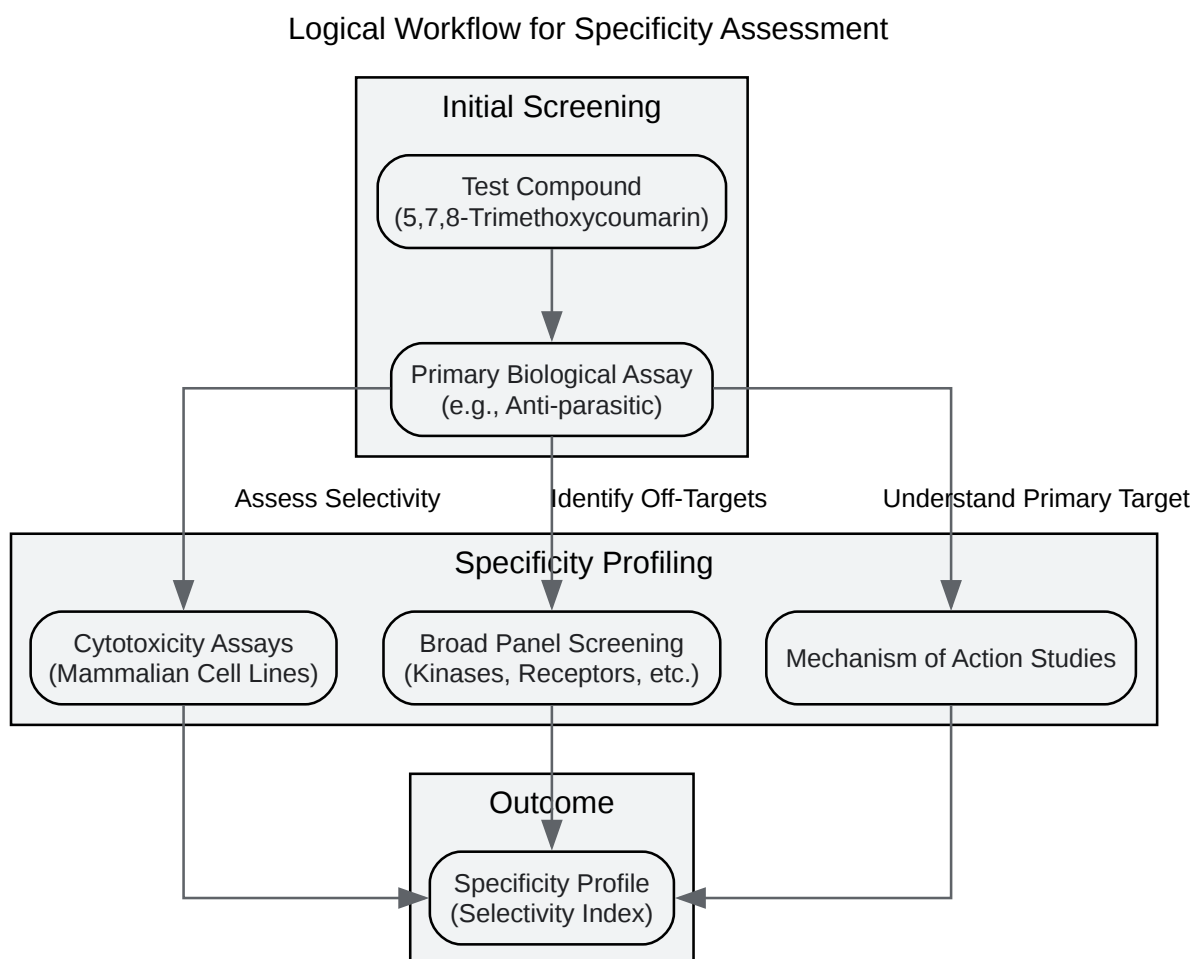 Logical Workflow for Specificity Assessment
Initial Screening
Test Compound
(5,7,8-Trimethoxycoumarin)
Primary Biological Assay
(e.g., Anti-parasitic)
Assess Selectivity
Identify Off-Targets
Understand Primary Target
Specificity Profiling
Cytotoxicity Assays
(Mammalian Cell Lines)
Broad Panel Screening
(Kinases, Receptors, etc.)
Mechanism of Action Studies
Outcome
Specificity Profile
(Selectivity Index)